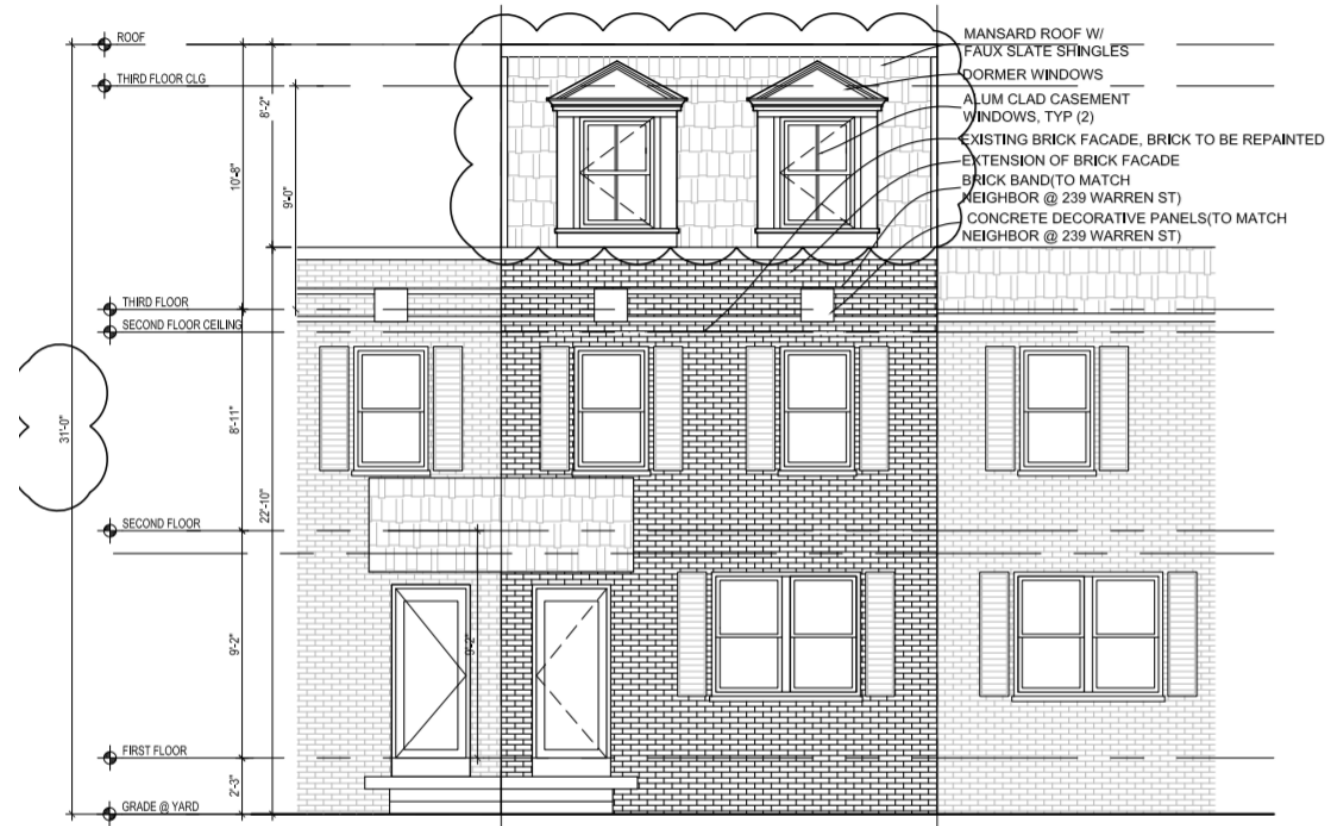 ROOF
THIRD FLOOR CLG
THIRD FLOOR
SECOND FLOOR CEILING
SECOND FLOOR
FIRST FLOOR
GRADE @ YARD
31'-0"
10'-8"
8'-11"
9'-2"
2'-3"
8'-2"
22'-10"
9'-0"
9'-2"
MANSARD ROOF W/
FAUX SLATE SHINGLES
DORMER WINDOWS
ALUM CLAD CASEMENT
WINDOWS, TYP (2)
EXISTING BRICK FACADE, BRICK TO BE REPAINTED
EXTENSION OF BRICK FACADE
BRICK BAND(TO MATCH
NEIGHBOR @ 239 WARREN ST)
CONCRETE DECORATIVE PANELS(TO MATCH
NEIGHBOR @ 239 WARREN ST)